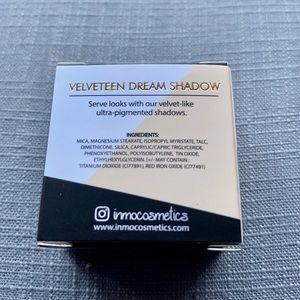 VELVETEEN DREAM SHADOW
Serve looks with our velvet-like
ultra-pigmented shadows.
INGREDIENTS:
MICA, MAGNESIUM STEARATE, ISOPROPYL MYRISTATE, TALC,
DIMETHICONE, SILICA, CAPRYLIC/CAPRIC TRIGLYCERIDE,
PHENOXYETHANOL, POLYISOBUTYLENE, TIN OXIDE,
ETHYLHEXYLGLYCERIN. [+/- MAY CONTAIN :
TITANIUM DIOXIDE (CI77891), RED IRON OXIDE (CI77491)
inmocosmetics
www.inmocosmetics.com